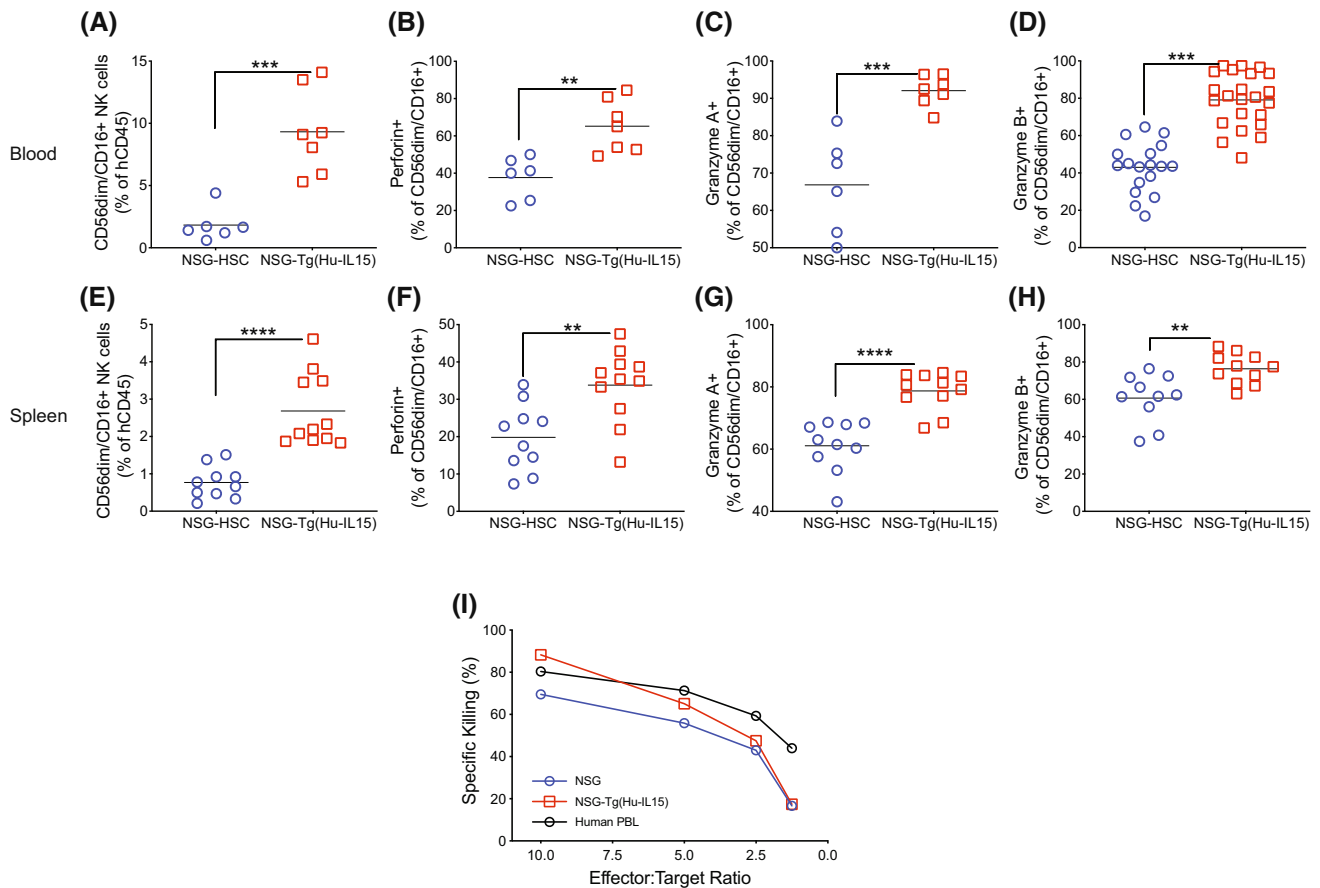 (A)
(B)
(C)
(D)
Blood
CD56dim/CD16+ NK cells
(% of hCD45)
15
10
5
0
***
NSG-HSC NSG-Tg(Hu-IL15)
Perforin+
(% of CD56dim/CD16+)
100
80
60
40
20
0
**
NSG-HSC NSG-Tg(Hu-IL15)
Granzyme A+
(% of CD56dim/CD16+)
100
90
80
70
60
50
***
NSG-HSC NSG-Tg(Hu-IL15)
Granzyme B+
(% of CD56dim/CD16+)
100
80
60
40
20
0
***
NSG-HSC NSG-Tg(Hu-IL15)
(E)
(F)
(G)
(H)
Spleen
CD56dim/CD16+ NK cells
(% of hCD45)
5
4
3
2
1
0
****
NSG-HSC NSG-Tg(Hu-IL15)
Perforin+
(% of CD56dim/CD16+)
50
40
30
20
10
0
**
NSG-HSC NSG-Tg(Hu-IL15)
Granzyme A+
(% of CD56dim/CD16+)
100
80
60
40
****
NSG-HSC NSG-Tg(Hu-IL15)
Granzyme B+
(% of CD56dim/CD16+)
100
80
60
40
20
0
**
NSG-HSC NSG-Tg(Hu-IL15)
(I)
Specific Killing (%)
100
80
60
40
20
0
NSG
NSG-Tg(Hu-IL15)
Human PBL
10.0 7.5 5.0 2.5 0.0
Effector:Target Ratio